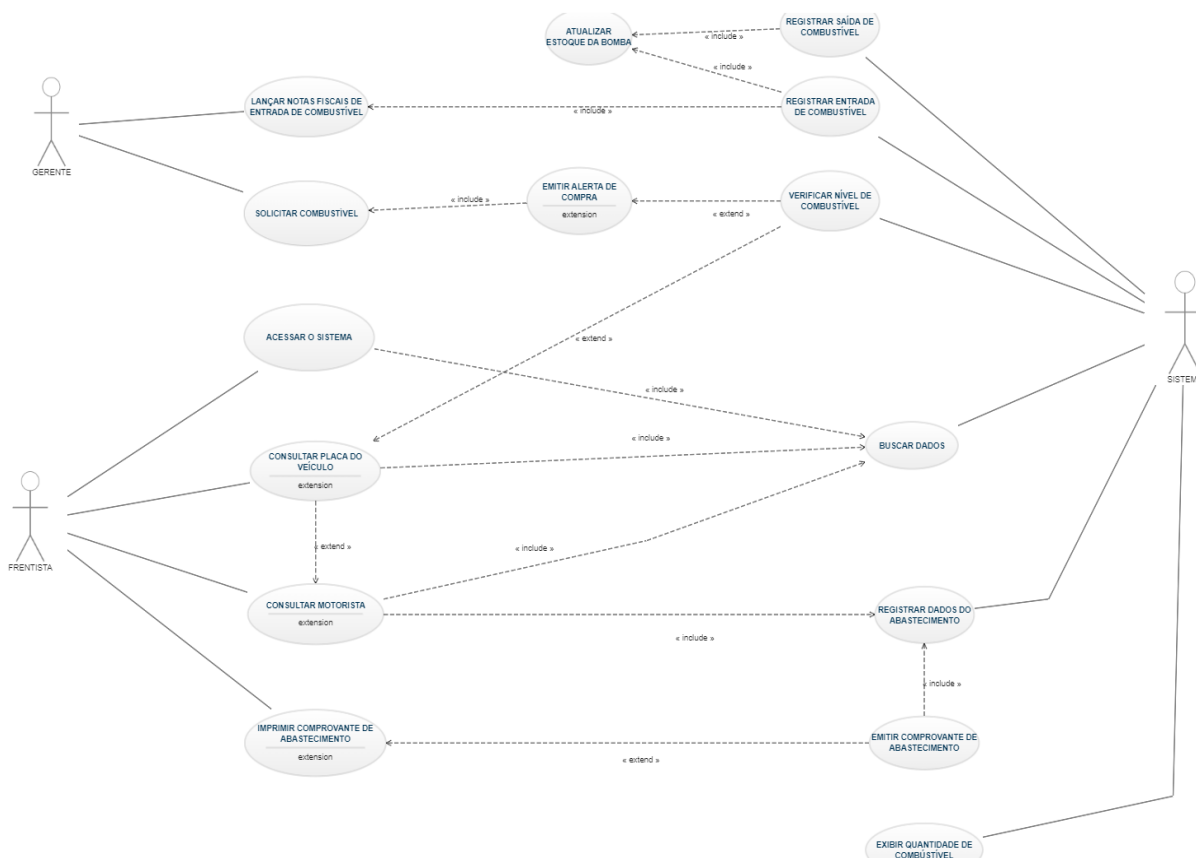 REGISTRAR SAÍDA DE
COMBUSTÍVEL
ATUALIZAR
ESTOQUE DA BOMBA
« include »
« include »
LANÇAR NOTAS FISCAIS DE
ENTRADA DE COMBUSTÍVEL
REGISTRAR ENTRADA
DE COMBUSTÍVEL
« include »
GERENTE
EMITIR ALERTA DE
COMPRA
extension
VERIFICAR NÍVEL DE
COMBUSTÍVEL
« include »
« extend »
SOLICITAR COMBUSTÍVEL
ACESSAR O SISTEMA
« extend »
SISTEM
« include »
BUSCAR DADOS
CONSULTAR PLACA DO
VEÍCULO
extension
« include »
FRENTISTA
« extend »
« include »
CONSULTAR MOTORISTA
extension
REGISTRAR DADOS DO
ABASTECIMENTO
« include »
« include »
IMPRIMIR COMPROVANTE DE
ABASTECIMENTO
extension
EMITIR COMPROVANTE DE
ABASTECIMENTO
« extend »
EXIBIR QUANTIDADE DE
COMBÚSTÍVEL